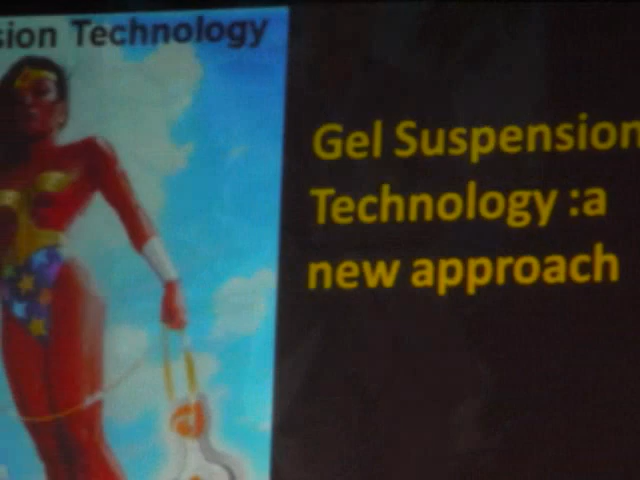 sion Technology
Gel Suspension
Technology :a
new approach